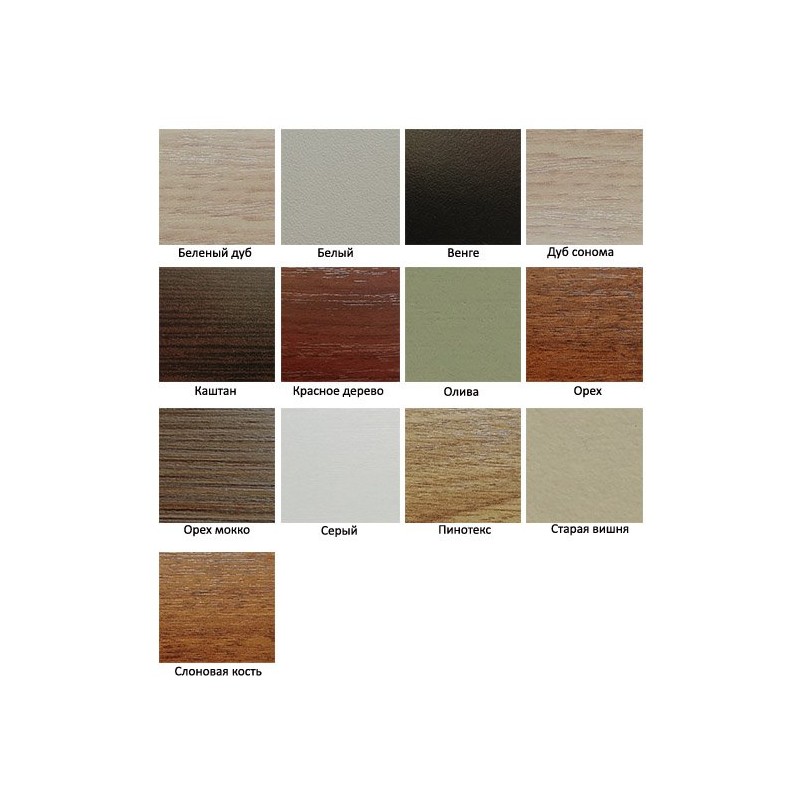 Беленый дуб
Белый
Венге
Дуб сонома
Каштан
Красное дерево
Олива
Орех
Орех мокко
Серый
Пинотекс
Старая вишня
Слоновая кость